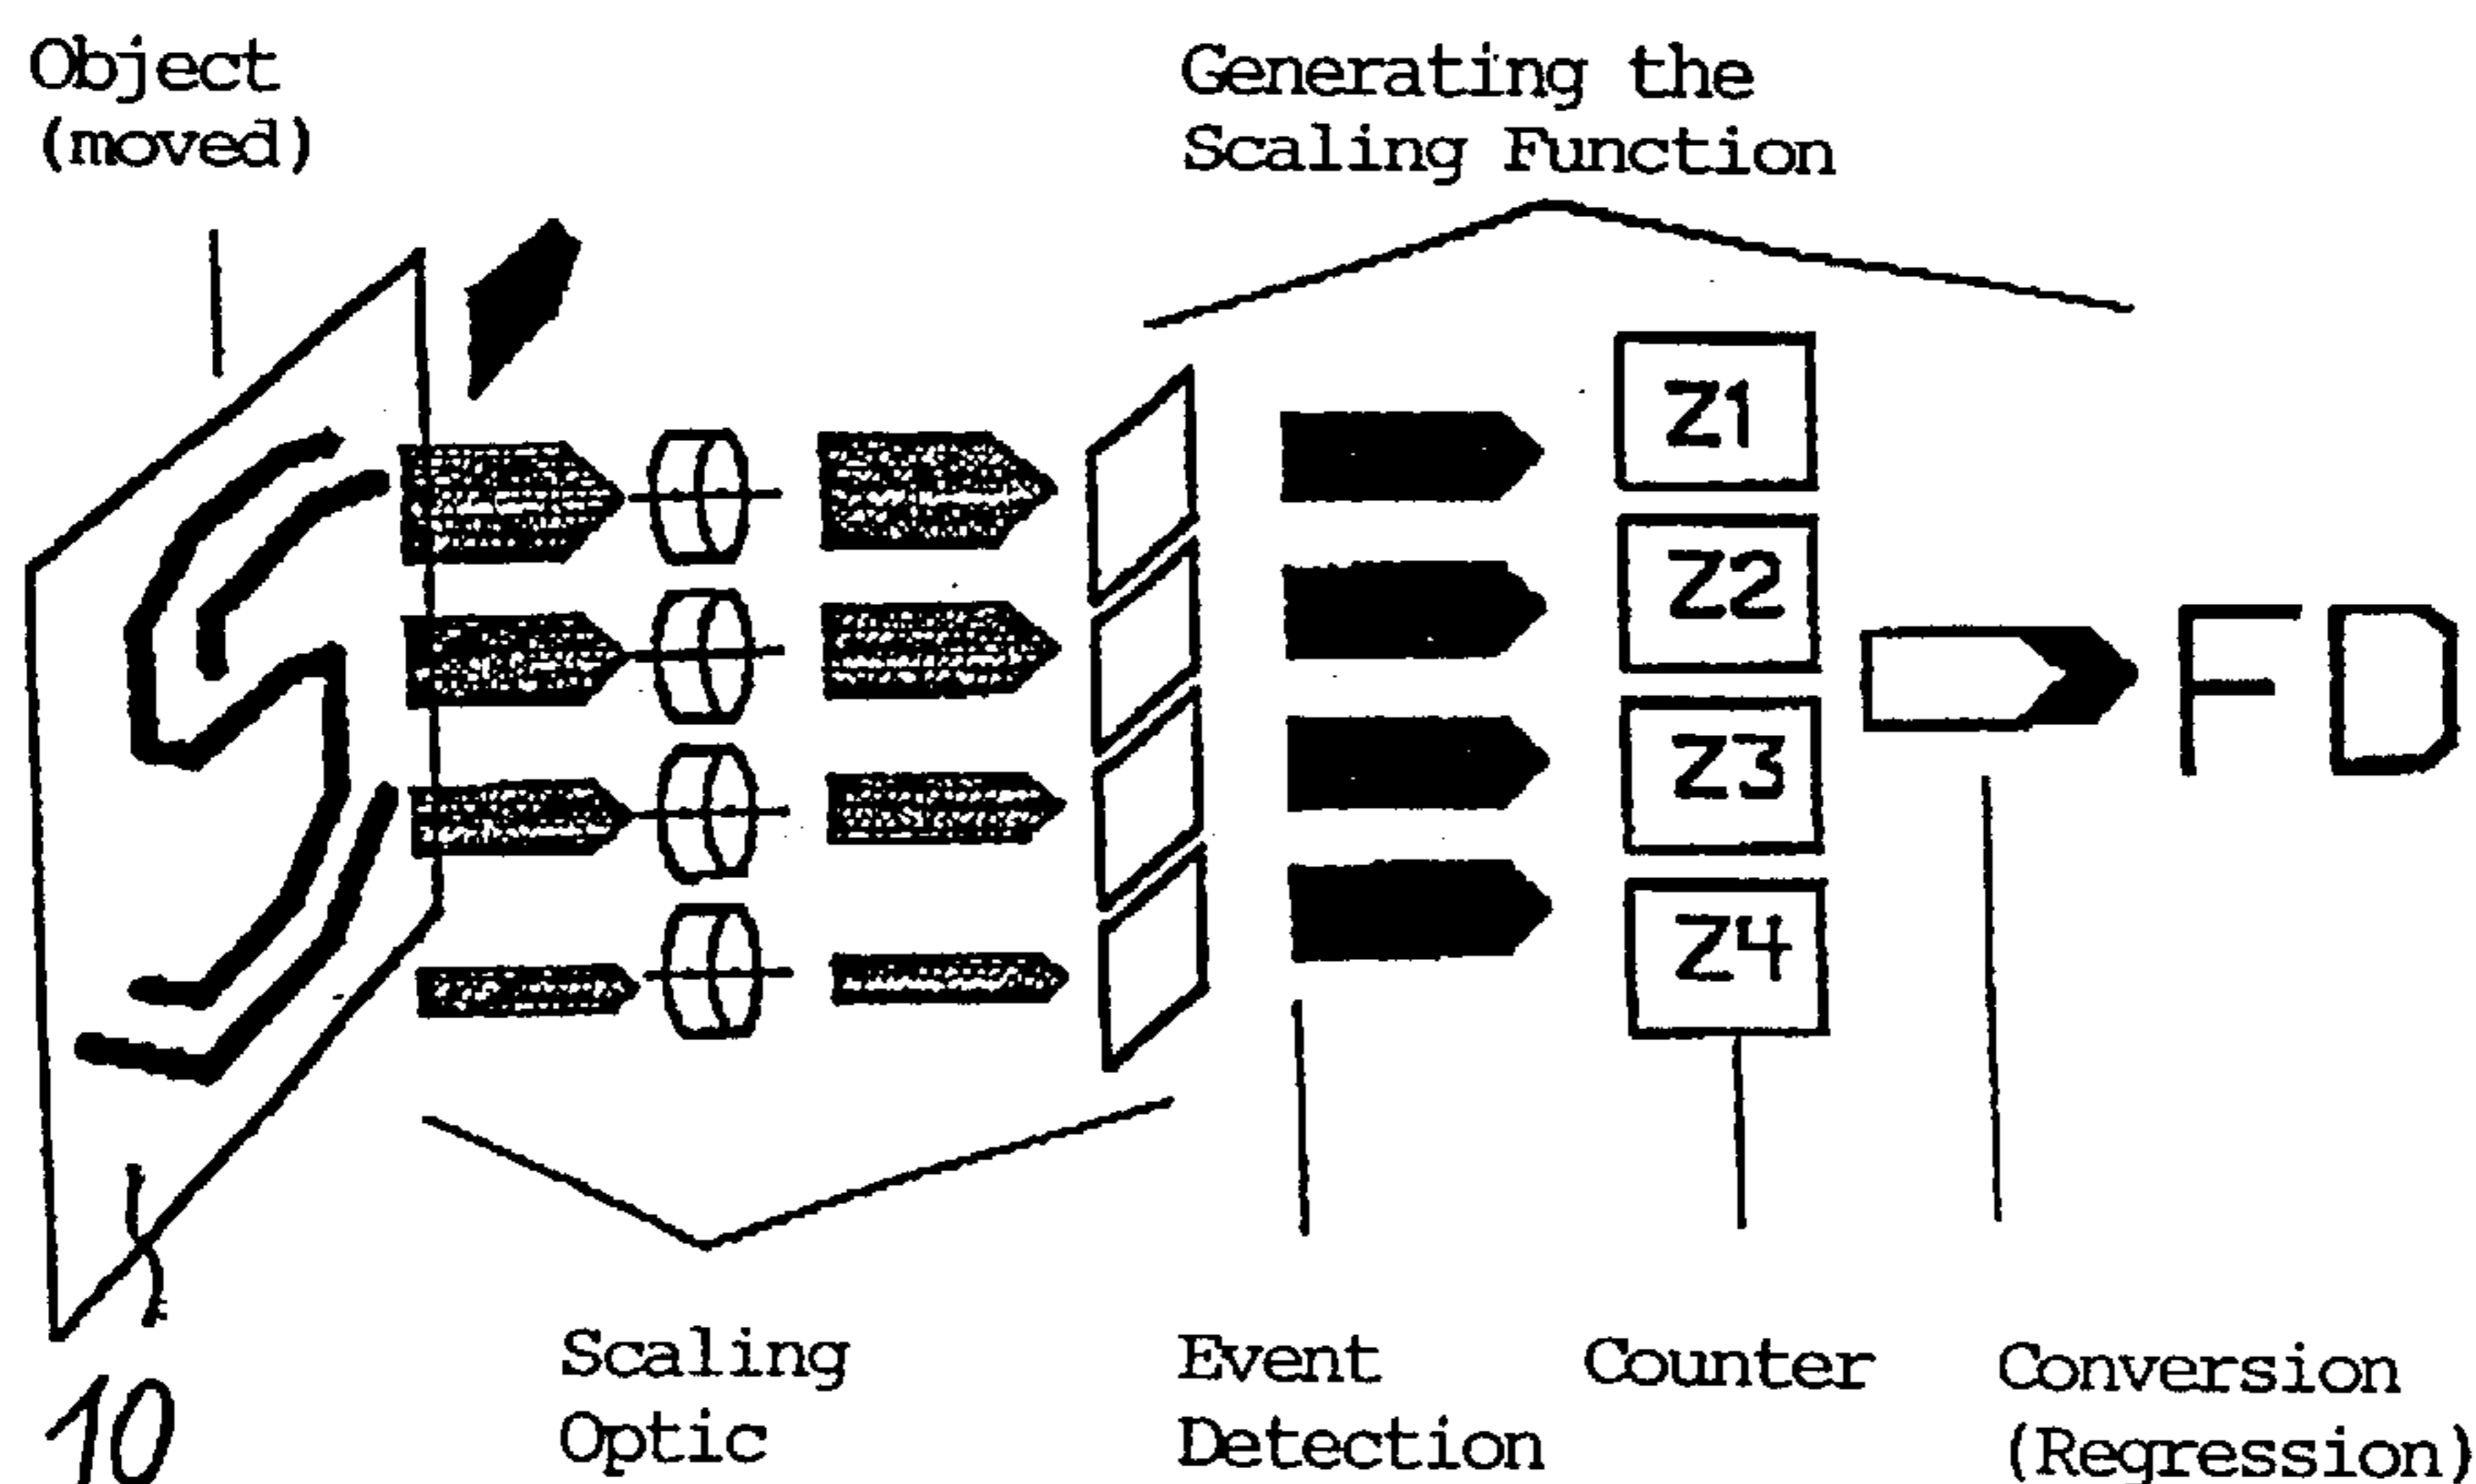 Object
(moved)
Generating the
Scaling Function
Z1
Z2
Z3
Z4
FD
10
Scaling
Optic
Event
Detection
Counter
Conversion
(Regression)